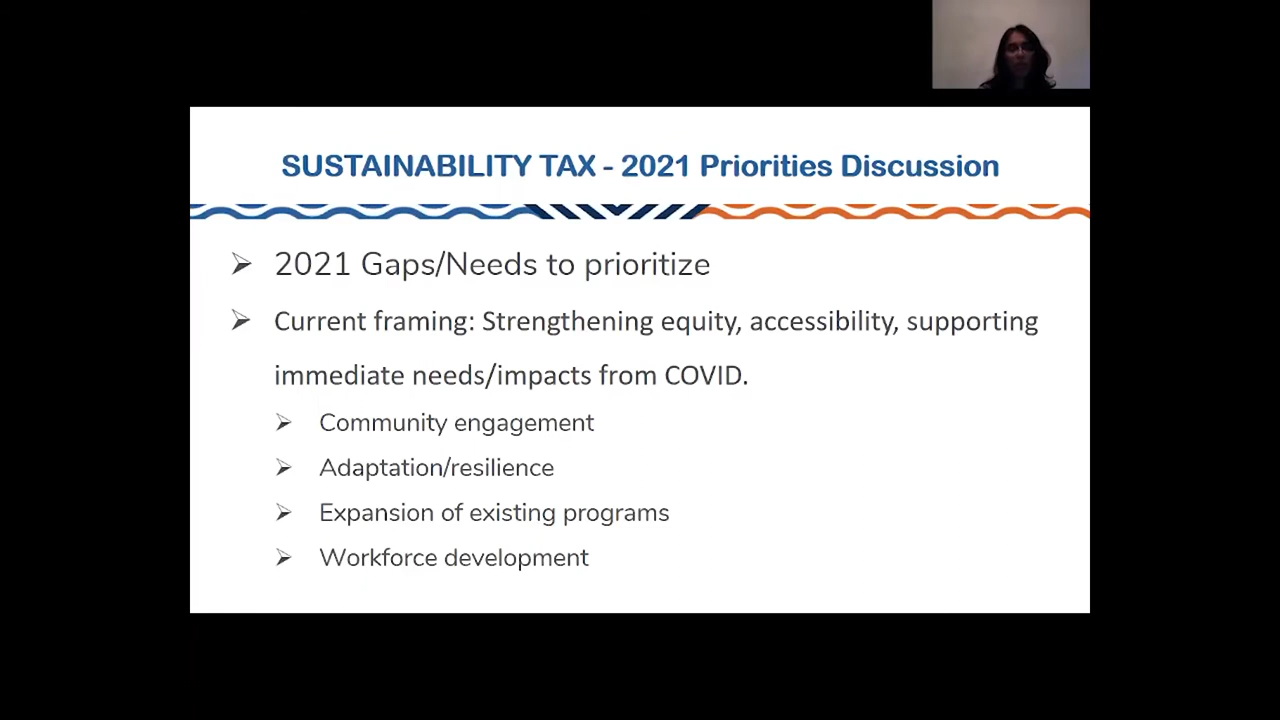 SUSTAINABILITY TAX - 2021 Priorities Discussion
2021 Gaps/Needs to prioritize
Current framing: Strengthening equity, accessibility, supporting
immediate needs/impacts from COVID.
Community engagement
Adaptation/resilience
Expansion of existing programs
Workforce development